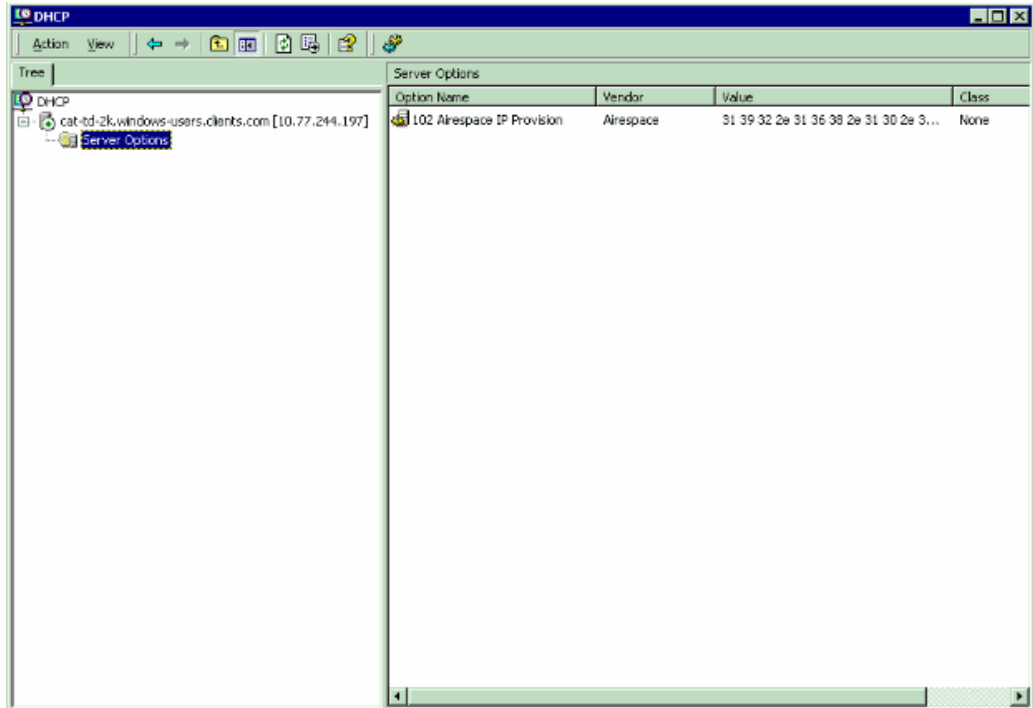 DHCP
Action View
Tree
Server Options
DHCP
Option Name Vendor Value Class
cat-td-2k.windows-users.clients.com [10.77.244.197]
102 Airespace IP Provision Airespace 31 39 32 2e 31 36 38 2e 31 30 2e 3... None
Server Options